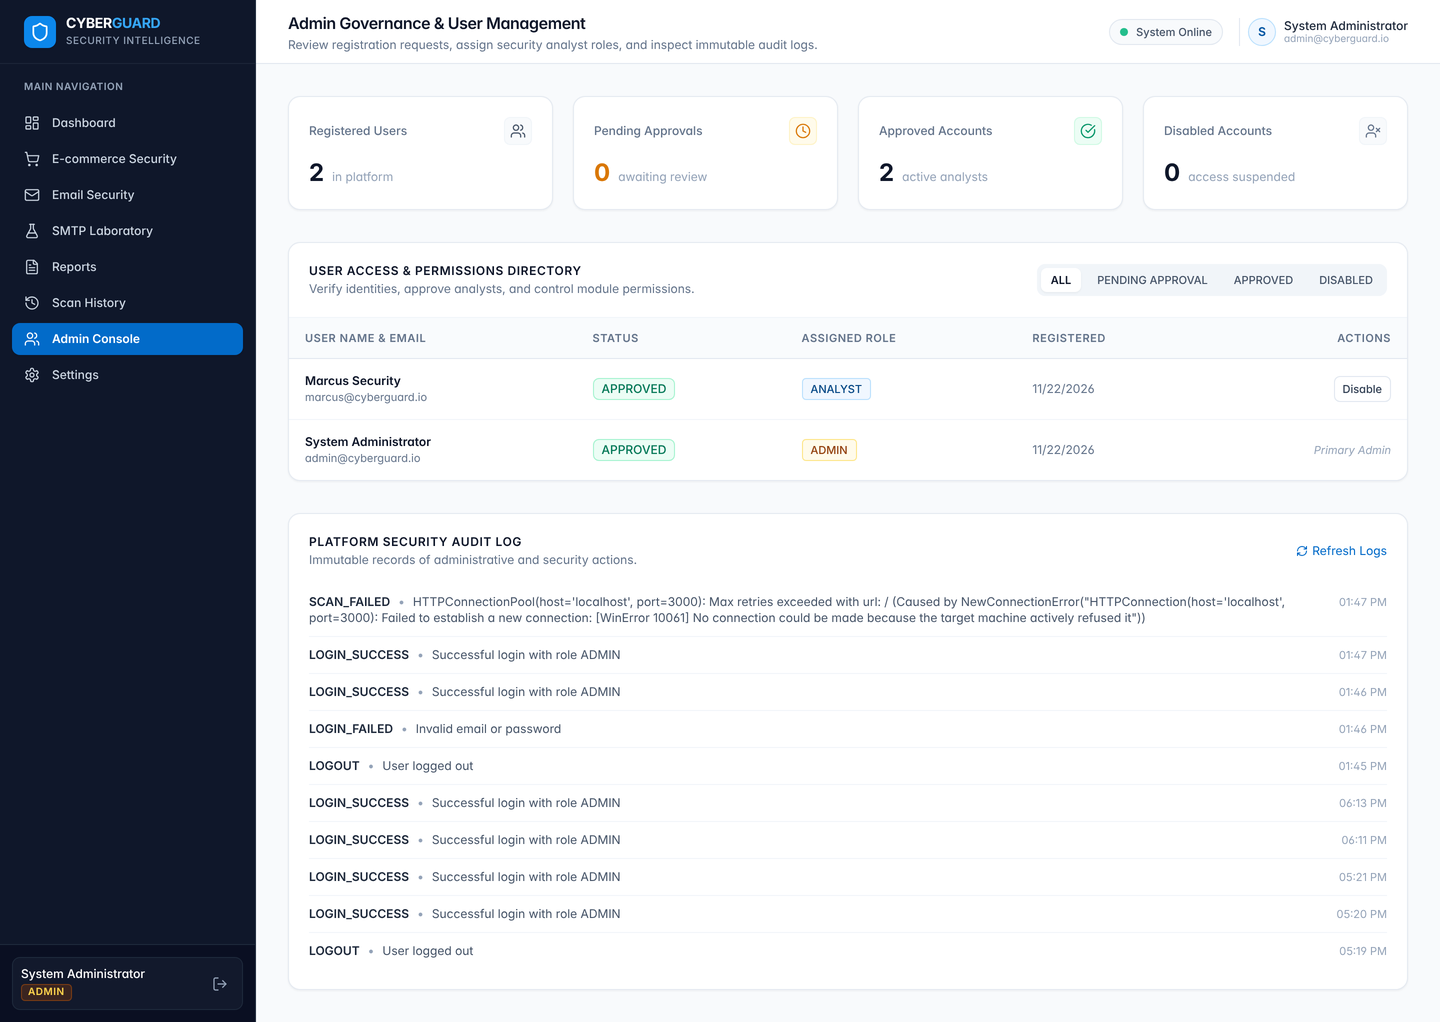 CYBERGUARD
SECURITY INTELLIGENCE
MAIN NAVIGATION
Dashboard
E-commerce Security
Email Security
SMTP Laboratory
Reports
Scan History
Admin Console
Settings
System Administrator
ADMIN
Admin Governance & User Management
Review registration requests, assign security analyst roles, and inspect immutable audit logs.
System Online
S
System Administrator
admin@cyberguard.io
Registered Users
2 in platform
Pending Approvals
0 awaiting review
Approved Accounts
2 active analysts
Disabled Accounts
0 access suspended
USER ACCESS & PERMISSIONS DIRECTORY
Verify identities, approve analysts, and control module permissions.
ALL PENDING APPROVAL APPROVED DISABLED
USER NAME & EMAIL STATUS ASSIGNED ROLE REGISTERED ACTIONS
Marcus Security
marcus@cyberguard.io
APPROVED ANALYST 11/22/2026 Disable
System Administrator
admin@cyberguard.io
APPROVED ADMIN 11/22/2026 Primary Admin
PLATFORM SECURITY AUDIT LOG
Immutable records of administrative and security actions.
Refresh Logs
SCAN_FAILED • HTTPConnectionPool(host='localhost', port=3000): Max retries exceeded with url: / (Caused by NewConnectionError("HTTPConnection(host='localhost', 01:47 PM
port=3000): Failed to establish a new connection: [WinError 10061] No connection could be made because the target machine actively refused it"))
LOGIN_SUCCESS • Successful login with role ADMIN 01:47 PM
LOGIN_SUCCESS • Successful login with role ADMIN 01:46 PM
LOGIN_FAILED • Invalid email or password 01:46 PM
LOGOUT • User logged out 01:45 PM
LOGIN_SUCCESS • Successful login with role ADMIN 06:13 PM
LOGIN_SUCCESS • Successful login with role ADMIN 06:11 PM
LOGIN_SUCCESS • Successful login with role ADMIN 05:21 PM
LOGIN_SUCCESS • Successful login with role ADMIN 05:20 PM
LOGOUT • User logged out 05:19 PM